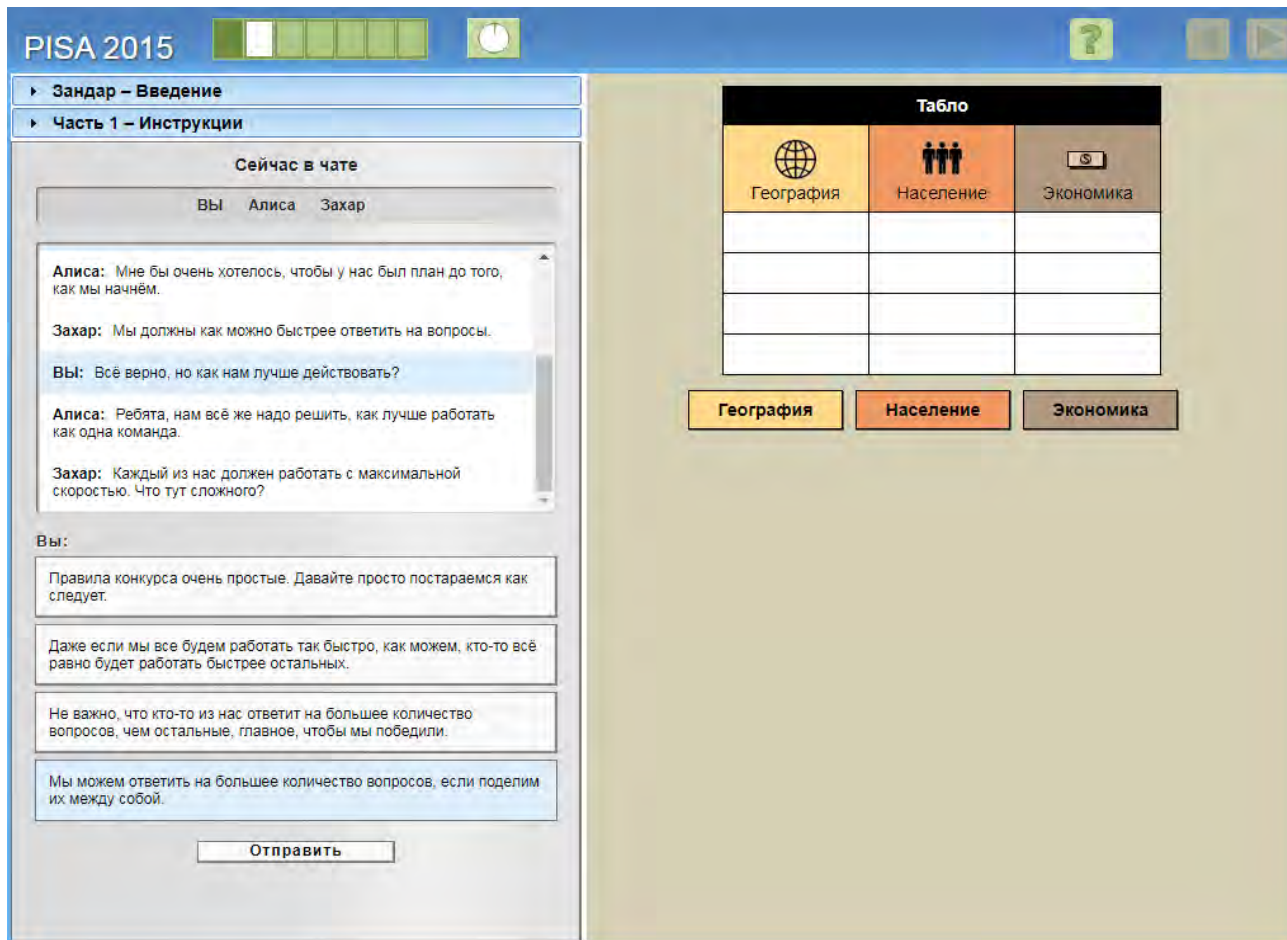 PISA 2015
?
Зандар – Введение
Часть 1 – Инструкции
Сейчас в чате
ВЫ Алиса Захар
Алиса: Мне бы очень хотелось, чтобы у нас был план до того,
как мы начнём.
Захар: Мы должны как можно быстрее ответить на вопросы.
ВЫ: Всё верно, но как нам лучше действовать?
Алиса: Ребята, нам всё же надо решить, как лучше работать
как одна команда.
Захар: Каждый из нас должен работать с максимальной
скоростью. Что тут сложного?
Вы:
Правила конкурса очень простые. Давайте просто постараемся как
следует.
Даже если мы все будем работать так быстро, как можем, кто-то всё
равно будет работать быстрее остальных.
Не важно, что кто-то из нас ответит на большее количество
вопросов, чем остальные, главное, чтобы мы победили.
Мы можем ответить на большее количество вопросов, если поделим
их между собой.
Отправить
Табло
География Население Экономика
География Население Экономика